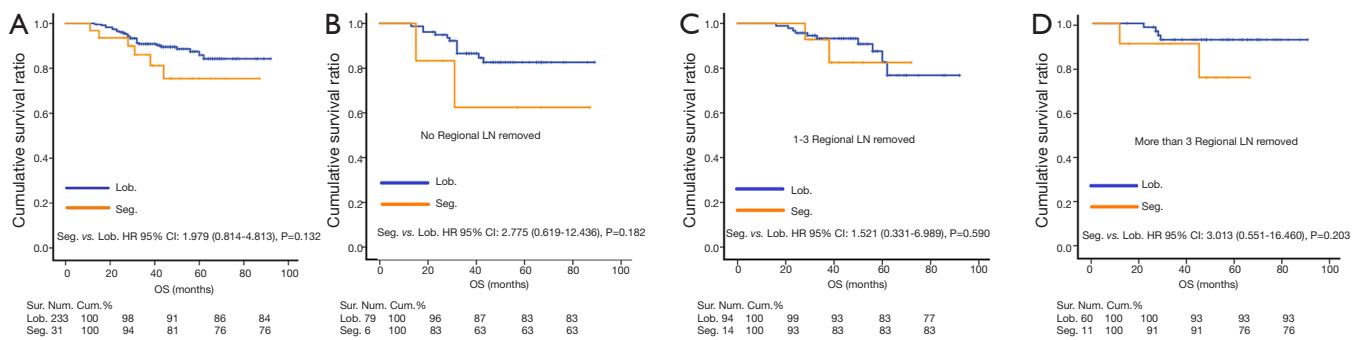 A
Cumulative survival ratio
1.0
0.8
0.6
0.4
0.2
0.0
Lob.
Seg.
Seg. vs. Lob. HR 95% CI: 1.979 (0.814-4.813), P=0.132
0 20 40 60 80 100
OS (months)
Sur. Num. Cum.%
Lob. 233 100 98 91 86 84
Seg. 31 100 94 81 76 76
B
Cumulative survival ratio
1.0
0.8
0.6
0.4
0.2
0.0
No Regional LN removed
Lob.
Seg.
Seg. vs. Lob. HR 95% CI: 2.775 (0.619-12.436), P=0.182
0 20 40 60 80 100
OS (months)
Sur. Num. Cum.%
Lob. 79 100 96 87 83 83
Seg. 6 100 83 63 63 63
C
Cumulative survival ratio
1.0
0.8
0.6
0.4
0.2
0.0
1-3 Regional LN removed
Lob.
Seg.
Seg. vs. Lob. HR 95% CI: 1.521 (0.331-6.989), P=0.590
0 20 40 60 80 100
OS (months)
Sur. Num. Cum.%
Lob. 94 100 99 93 83 77
Seg. 14 100 93 83 83 83
D
Cumulative survival ratio
1.0
0.8
0.6
0.4
0.2
0.0
More than 3 Regional LN removed
Lob.
Seg.
Seg. vs. Lob. HR 95% CI: 3.013 (0.551-16.460), P=0.203
0 20 40 60 80 100
OS (months)
Sur. Num. Cum.%
Lob. 60 100 100 93 93 93
Seg. 11 100 91 91 76 76